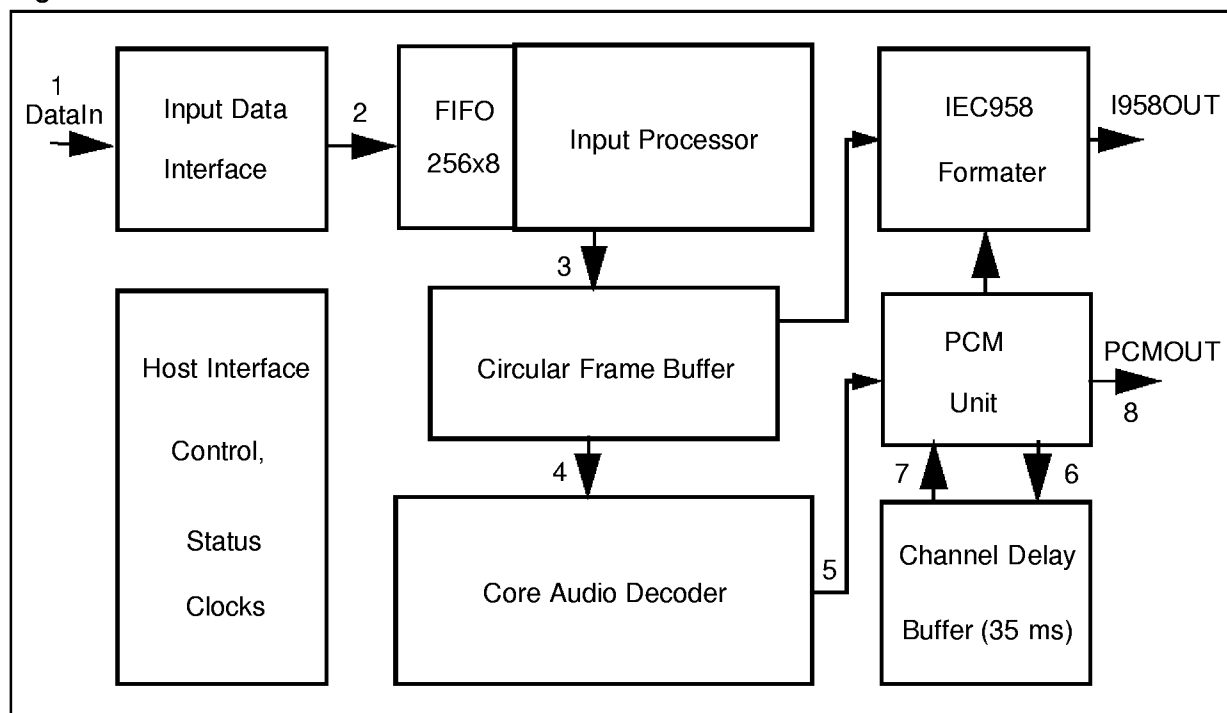 1
DataIn
Input Data
Interface
2
FIFO
256x8
Input Processor
IEC958
Formater
I958OUT
3
Circular Frame Buffer
PCM
Unit
PCMOUT
8
Host Interface
Control,
Status
Clocks
4
Core Audio Decoder
5
7
6
Channel Delay
Buffer (35 ms)